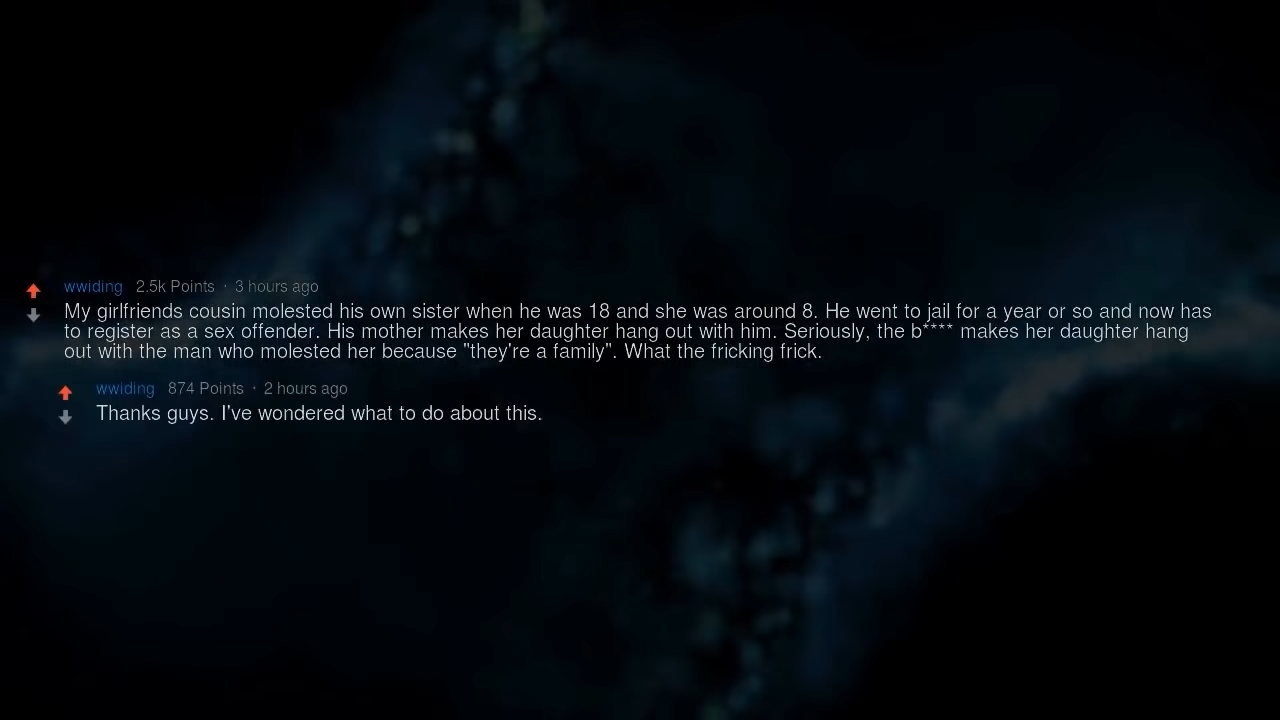 wwiding 2.5k Points · 3 hours ago
My girlfriends cousin molested his own sister when he was 18 and she was around 8. He went to jail for a year or so and now has
to register as a sex offender. His mother makes her daughter hang out with him. Seriously, the b**** makes her daughter hang
out with the man who molested her because "they're a family". What the fricking frick.
wwiding 874 Points · 2 hours ago
Thanks guys. I've wondered what to do about this.